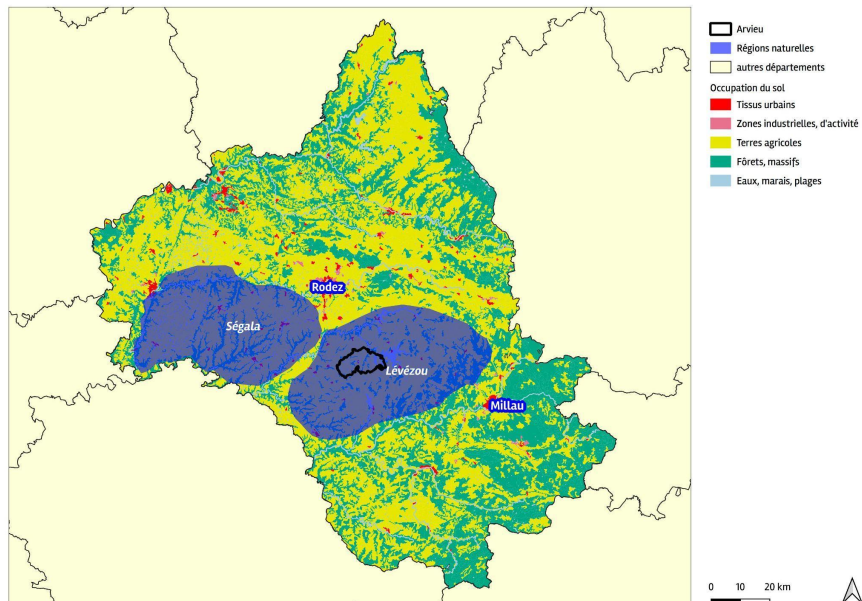 Rodez
Ségala
Lévézou
Millau
Arvieu
Régions naturelles
autres départements
Occupation du sol
Tissus urbains
Zones industrielles, d'activité
Terres agricoles
Fôrets, massifs
Eaux, marais, plages
0 10 20 km